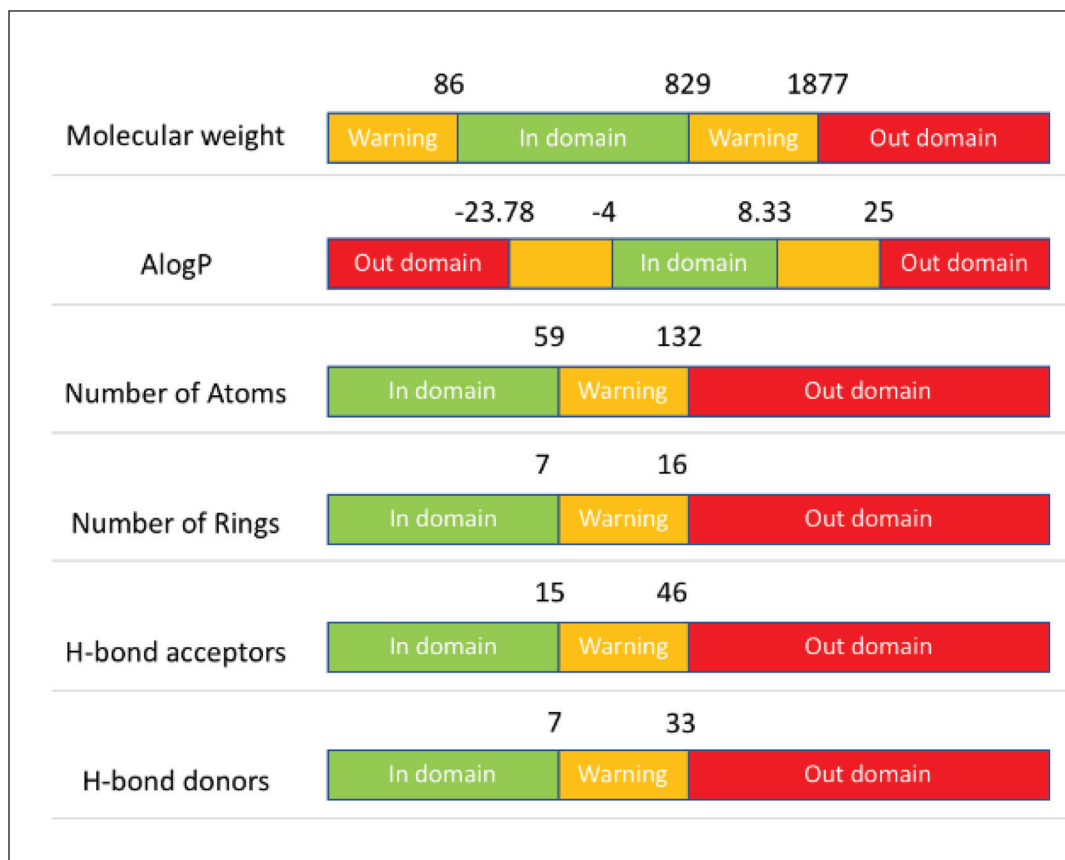 86 829 1877
Molecular weight Warning In domain Warning Out domain
-23.78 -4 8.33 25
AlogP Out domain In domain Out domain
59 132
Number of Atoms In domain Warning Out domain
7 16
Number of Rings In domain Warning Out domain
15 46
H-bond acceptors In domain Warning Out domain
7 33
H-bond donors In domain Warning Out domain